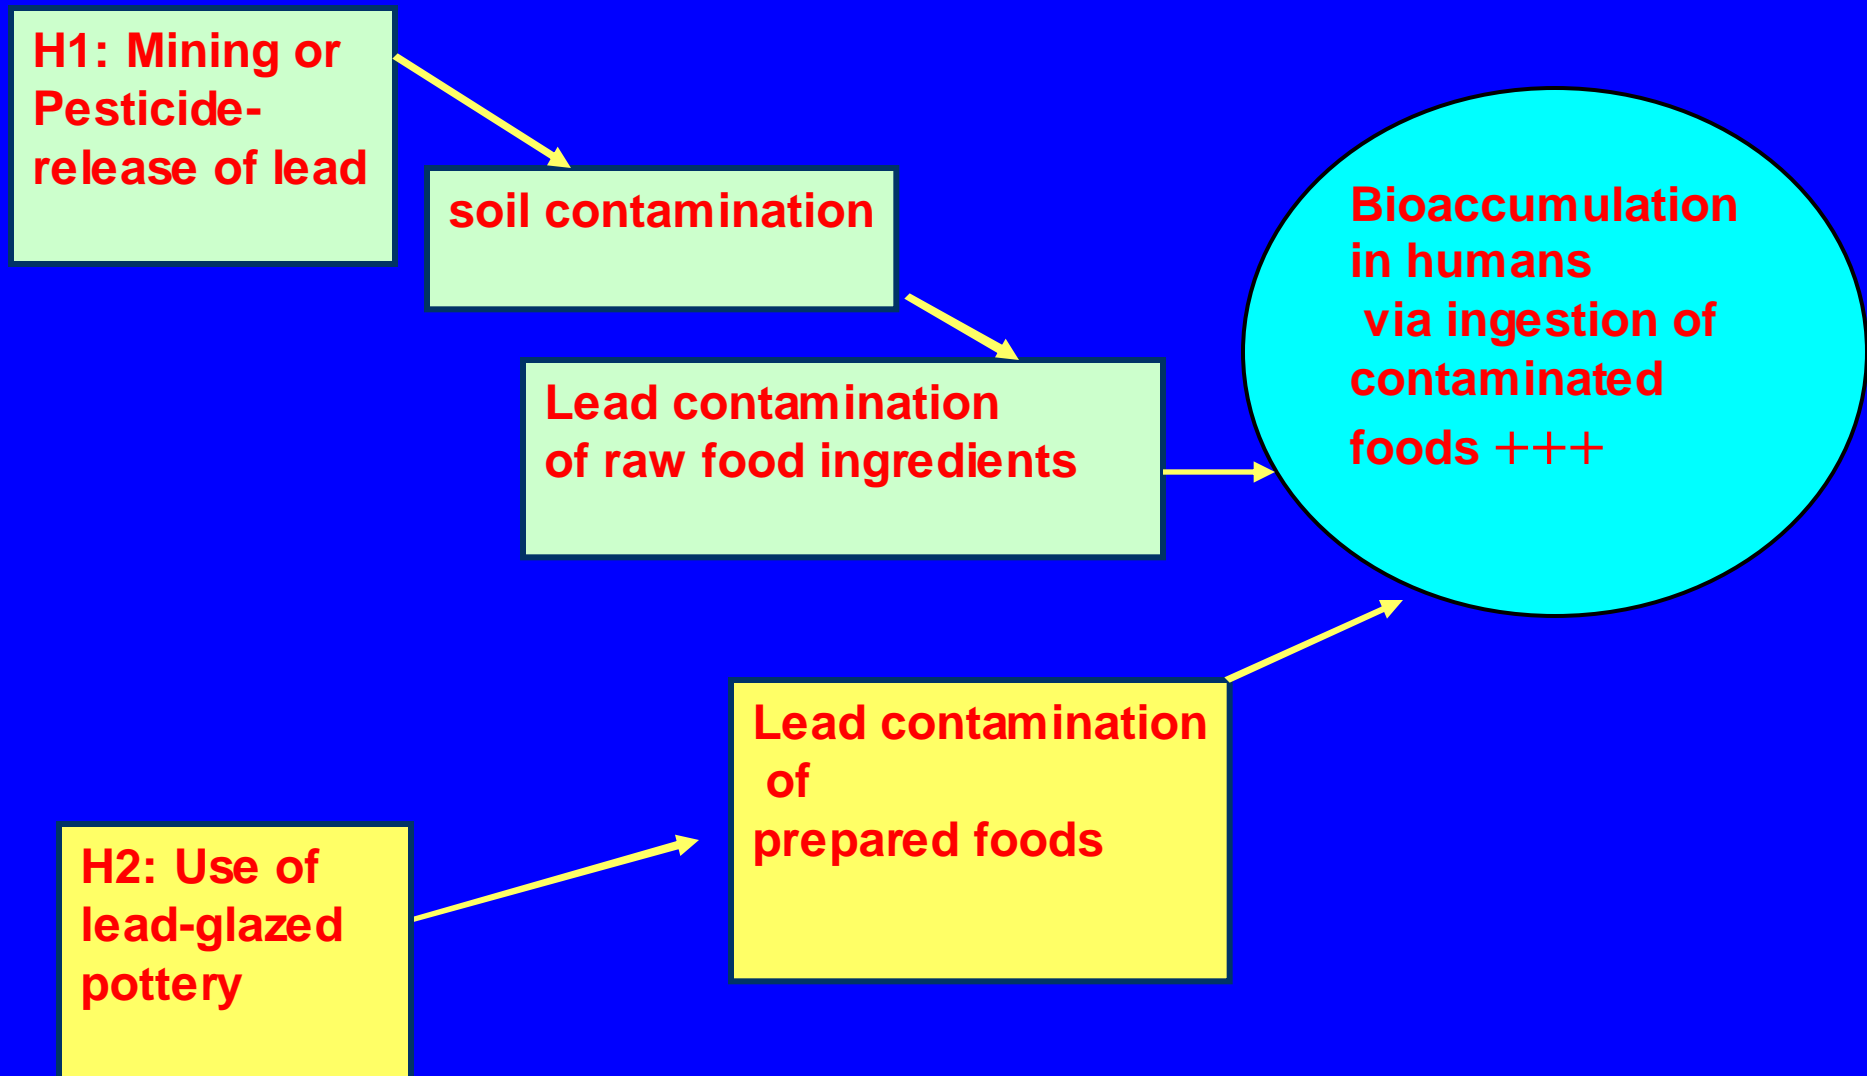 H1: Mining or
Pesticide-
release of lead
soil contamination
Lead contamination
of raw food ingredients
Bioaccumulation
in humans
via ingestion of
contaminated
foods +++
Lead contamination
of
prepared foods
H2: Use of
lead-glazed
pottery